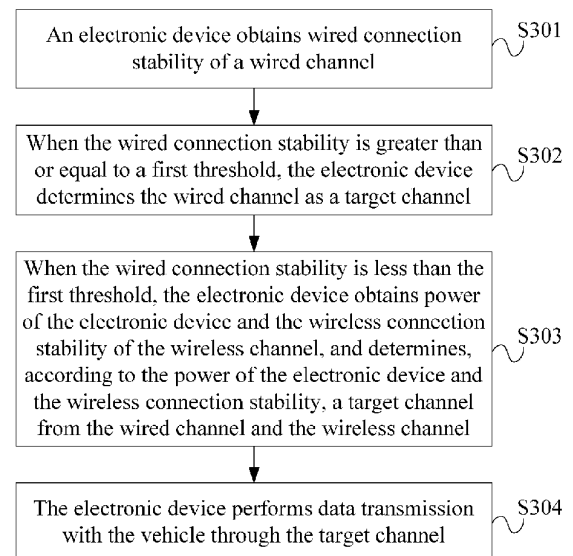 An electronic device obtains wired connection
stability of a wired channel
S301
When the wired connection stability is greater than
or equal to a first threshold, the electronic device
determines the wired channel as a target channel
S302
When the wired connection stability is less than the
first threshold, the electronic device obtains power
of the electronic device and the wireless connection
stability of the wireless channel, and determines,
according to the power of the electronic device and
the wireless connection stability, a target channel
from the wired channel and the wireless channel
S303
The electronic device performs data transmission
with the vehicle through the target channel
S304